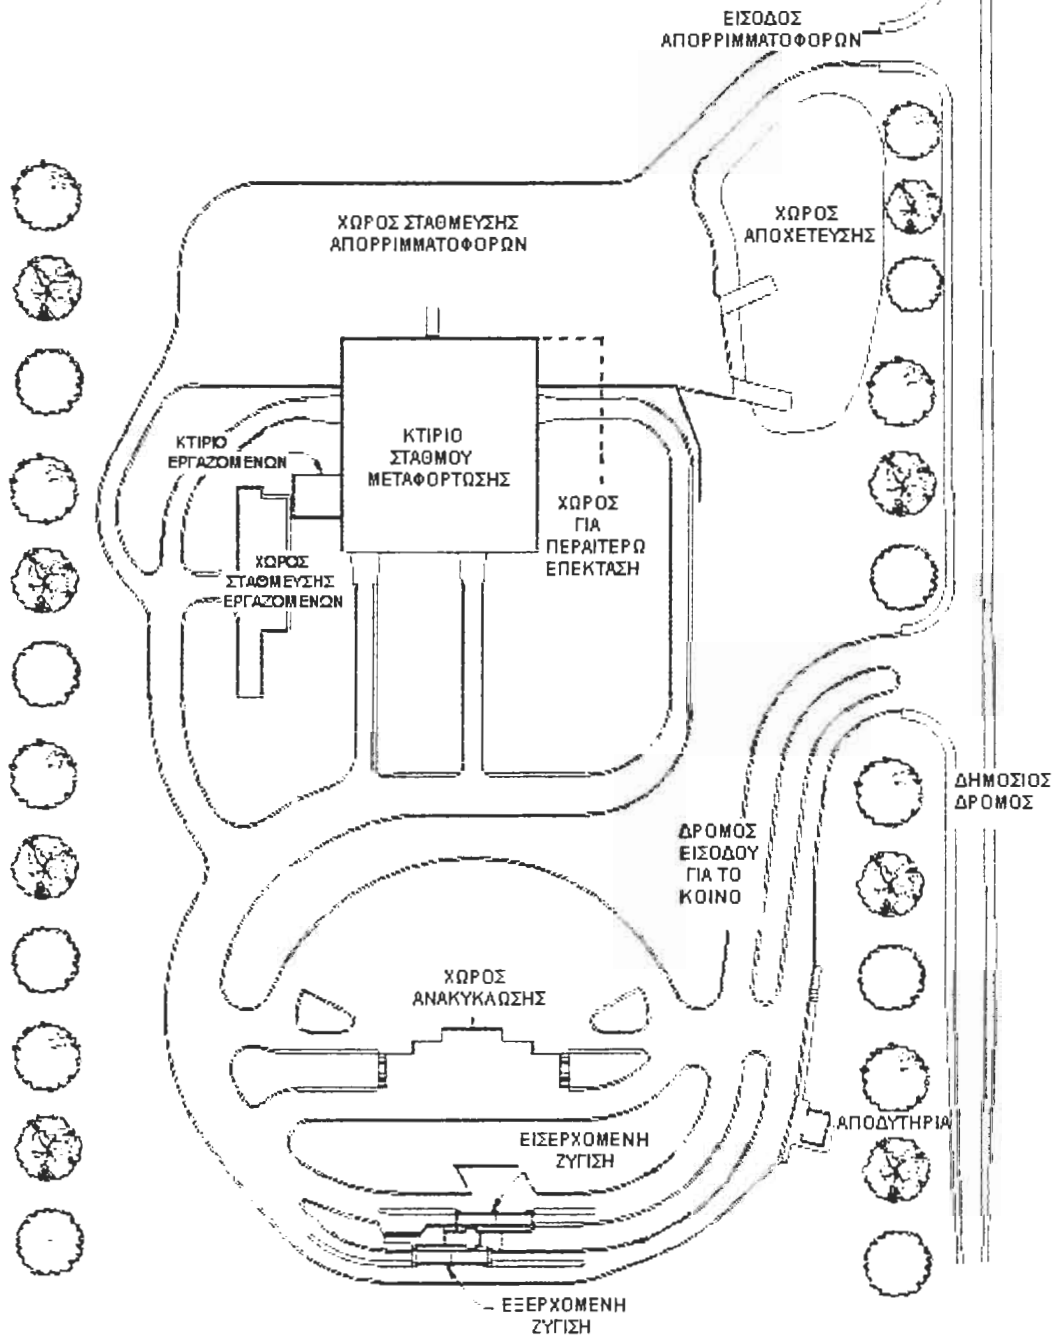 ΕΙΣΟΔΟΣ
ΑΠΟΡΡΙΜΜΑΤΟΦΟΡΩΝ
ΧΩΡΟΣ ΣΤΑΘΜΕΥΣΗΣ
ΑΠΟΡΡΙΜΜΑΤΟΦΟΡΩΝ
ΧΩΡΟΣ
ΑΠΟΧΕΤΕΥΣΗΣ
ΚΤΙΡΙΟ
ΕΡΓΑΖΟΜΕΝΩΝ
ΚΤΙΡΙΟ
ΣΤΑΘΜΟΥ
ΜΕΤΑΦΟΡΤΩΣΗΣ
ΧΩΡΟΣ
ΓΙΑ
ΠΕΡΑΙΤΕΡΩ
ΕΠΕΚΤΑΣΗ
ΧΩΡΟΣ
ΣΤΑΘΜΕΥΣΗΣ
ΕΡΓΑΖΟΜΕΝΩΝ
ΔΗΜΟΣΙΟΣ
ΔΡΟΜΟΣ
ΔΡΟΜΟΣ
ΕΙΣΟΔΟΥ
ΓΙΑ ΤΟ
ΚΟΙΝΟ
ΧΩΡΟΣ
ΑΝΑΚΥΚΛΩΣΗΣ
ΕΙΣΕΡΧΟΜΕΝΗ
ΖΥΓΙΣΗ
ΑΠΟΔΥΤΗΡΙΑ
ΕΞΕΡΧΟΜΕΝΗ
ΖΥΓΙΣΗ